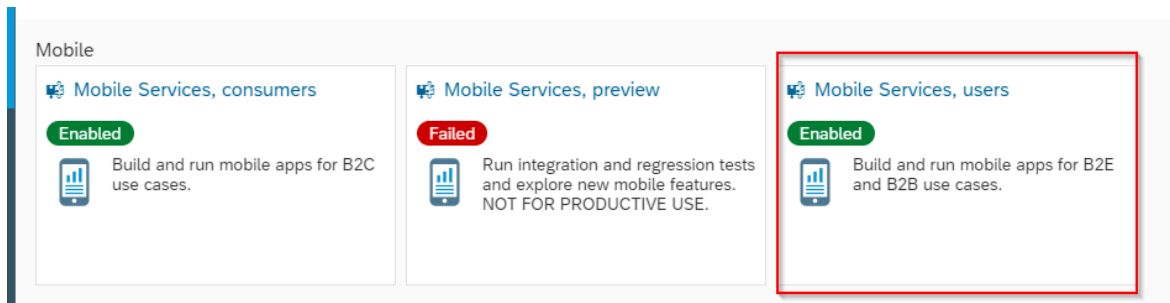 Mobile
Mobile Services, consumers
Enabled
Build and run mobile apps for B2C
use cases.
Mobile Services, preview
Failed
Run integration and regression tests
and explore new mobile features.
NOT FOR PRODUCTIVE USE.
Mobile Services, users
Enabled
Build and run mobile apps for B2E
and B2B use cases.